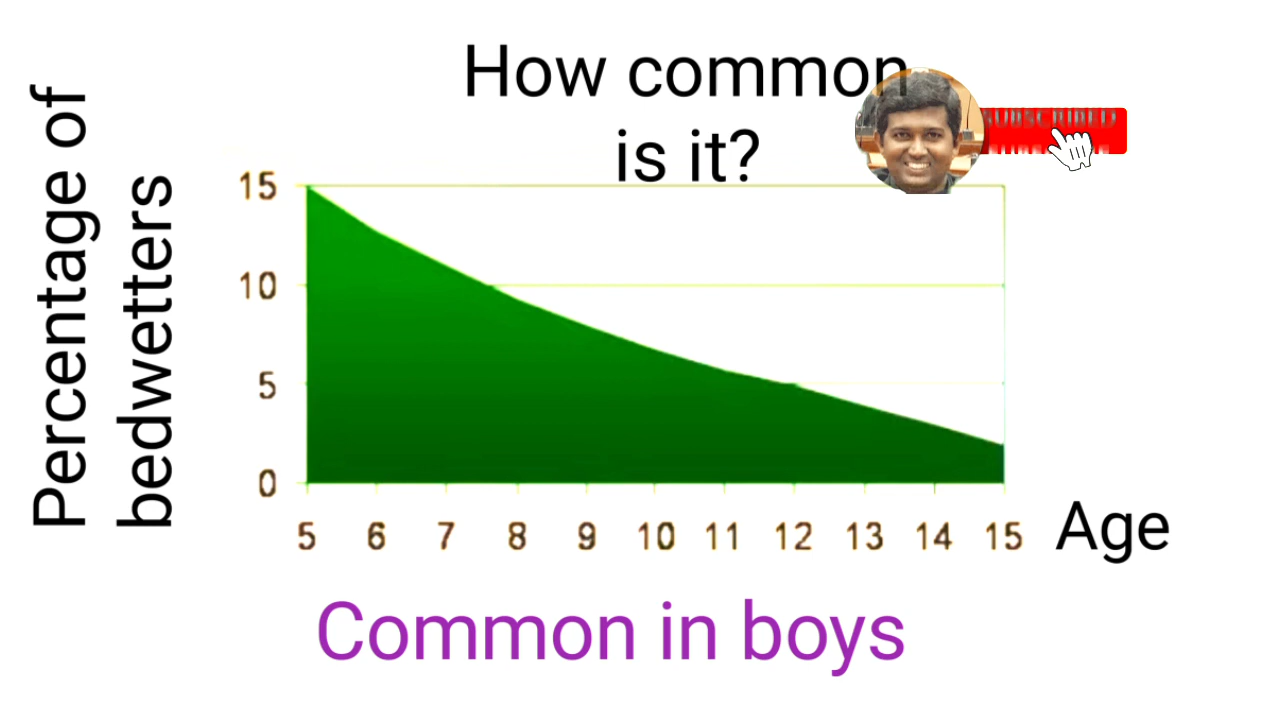 How common
is it?
SUBSCRIBED
Percentage of
bedwetters
15
10
5
0
5 6 7 8 9 10 11 12 13 14 15
Age
Common in boys